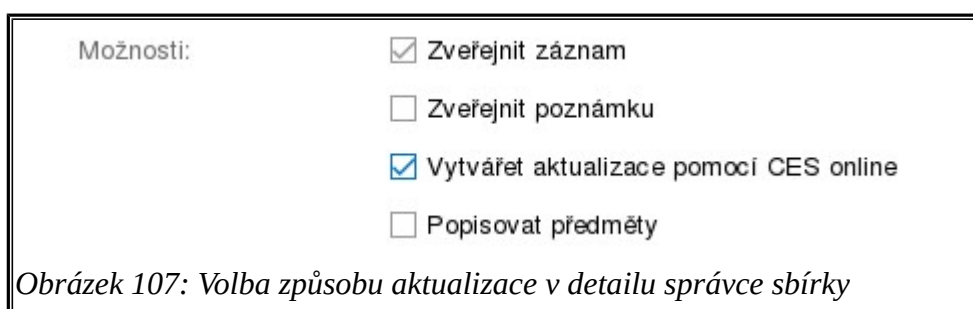 Možnosti: Zveřejnit záznam
Zveřejnit poznámku
Vytvářet aktualizace pomocí CES online
Popisovat předměty
Obrázek 107: Volba způsobu aktualizace v detailu správce sbírky